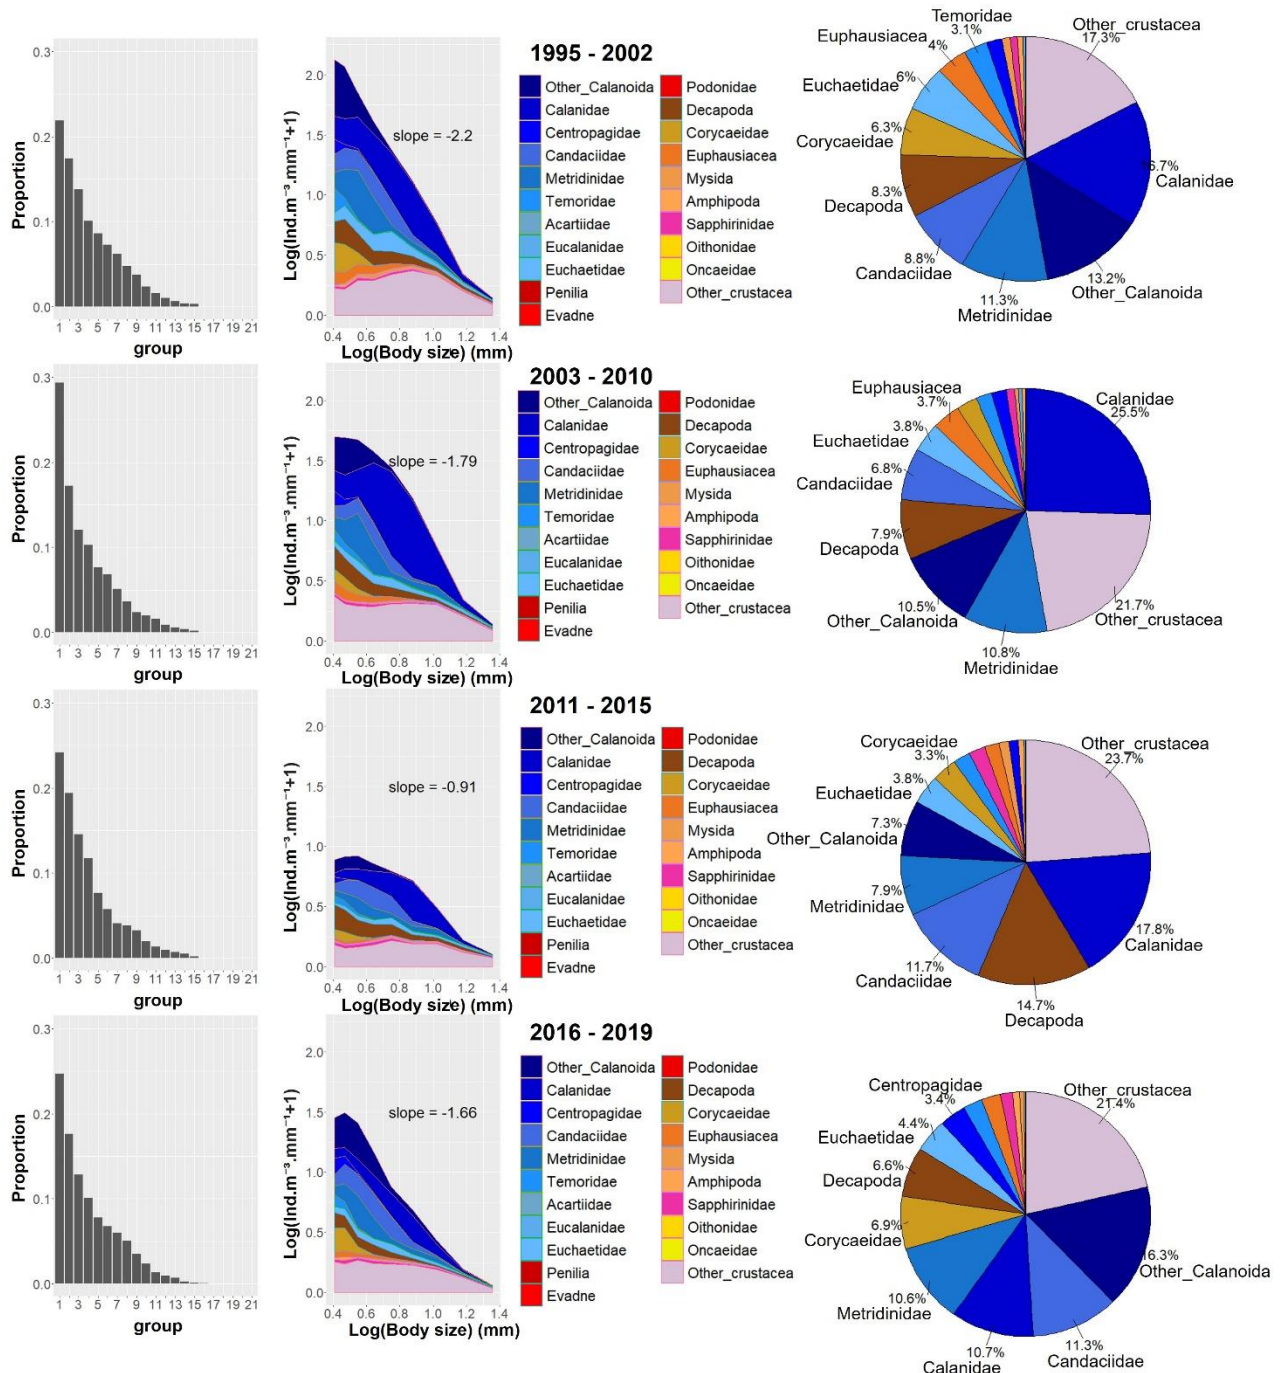 1995 - 2002
0.3
0.2
0.1
0.0
Proportion
1 3 5 7 9 11 13 15 17 19 21
group
2.0
1.5
1.0
0.5
0.0
Log(Ind.m⁻³.mm⁻¹+1)
slope = -2.2
0.4 0.6 0.8 1.0 1.2 1.4
Log(Body size) (mm)
Other_Calanoida
Calanidae
Centropagidae
Candaciidae
Metridinidae
Temoridae
Acartiidae
Eucalanidae
Euchaetidae
Penilia
Evadne
Podonidae
Decapoda
Corycaeidae
Euphausiacea
Mysida
Amphipoda
Sapphirinidae
Oithonidae
Oncaeidae
Other_crustacea
Other_crustacea
17.3%
6.7%
Calanidae
13.2%
Other_Calanoida
11.3%
Metridinidae
8.8%
Candaciidae
8.3%
Decapoda
6.3%
Corycaeidae
6%
Euchaetidae
4%
Euphausiacea
3.1%
Temoridae
2003 - 2010
0.3
0.2
0.1
0.0
Proportion
1 3 5 7 9 11 13 15 17 19 21
group
2.0
1.5
1.0
0.5
0.0
Log(Ind.m⁻³.mm⁻¹+1)
slope = -1.79
0.4 0.6 0.8 1.0 1.2 1.4
Log(Body size) (mm)
Other_Calanoida
Calanidae
Centropagidae
Candaciidae
Metridinidae
Temoridae
Acartiidae
Eucalanidae
Euchaetidae
Penilia
Evadne
Podonidae
Decapoda
Corycaeidae
Euphausiacea
Mysida
Amphipoda
Sapphirinidae
Oithonidae
Oncaeidae
Other_crustacea
Calanidae
25.5%
21.7%
Other_crustacea
10.8%
Metridinidae
10.5%
Other_Calanoida
7.9%
Decapoda
6.8%
Candaciidae
3.8%
Euchaetidae
3.7%
Euphausiacea
2011 - 2015
0.3
0.2
0.1
0.0
Proportion
1 3 5 7 9 11 13 15 17 19 21
group
2.0
1.5
1.0
0.5
0.0
Log(Ind.m⁻³.mm⁻¹+1)
slope = -0.91
0.4 0.6 0.8 1.0 1.2 1.4
Log(Body size) (mm)
Other_Calanoida
Calanidae
Centropagidae
Candaciidae
Metridinidae
Temoridae
Acartiidae
Eucalanidae
Euchaetidae
Penilia
Evadne
Podonidae
Decapoda
Corycaeidae
Euphausiacea
Mysida
Amphipoda
Sapphirinidae
Oithonidae
Oncaeidae
Other_crustacea
Other_crustacea
23.7%
17.8%
Calanidae
14.7%
Decapoda
11.7%
Candaciidae
7.9%
Metridinidae
7.3%
Other_Calanoida
3.8%
Euchaetidae
3.3%
Corycaeidae
2016 - 2019
0.3
0.2
0.1
0.0
Proportion
1 3 5 7 9 11 13 15 17 19 21
group
2.0
1.5
1.0
0.5
0.0
Log(Ind.m⁻³.mm⁻¹+1)
slope = -1.66
0.4 0.6 0.8 1.0 1.2 1.4
Log(Body size) (mm)
Other_Calanoida
Calanidae
Centropagidae
Candaciidae
Metridinidae
Temoridae
Acartiidae
Eucalanidae
Euchaetidae
Penilia
Evadne
Podonidae
Decapoda
Corycaeidae
Euphausiacea
Mysida
Amphipoda
Sapphirinidae
Oithonidae
Oncaeidae
Other_crustacea
Other_crustacea
21.4%
16.3%
Other_Calanoida
11.3%
Candaciidae
10.7%
Calanidae
10.6%
Metridinidae
6.9%
Corycaeidae
6.6%
Decapoda
4.4%
Euchaetidae
3.4%
Centropagidae